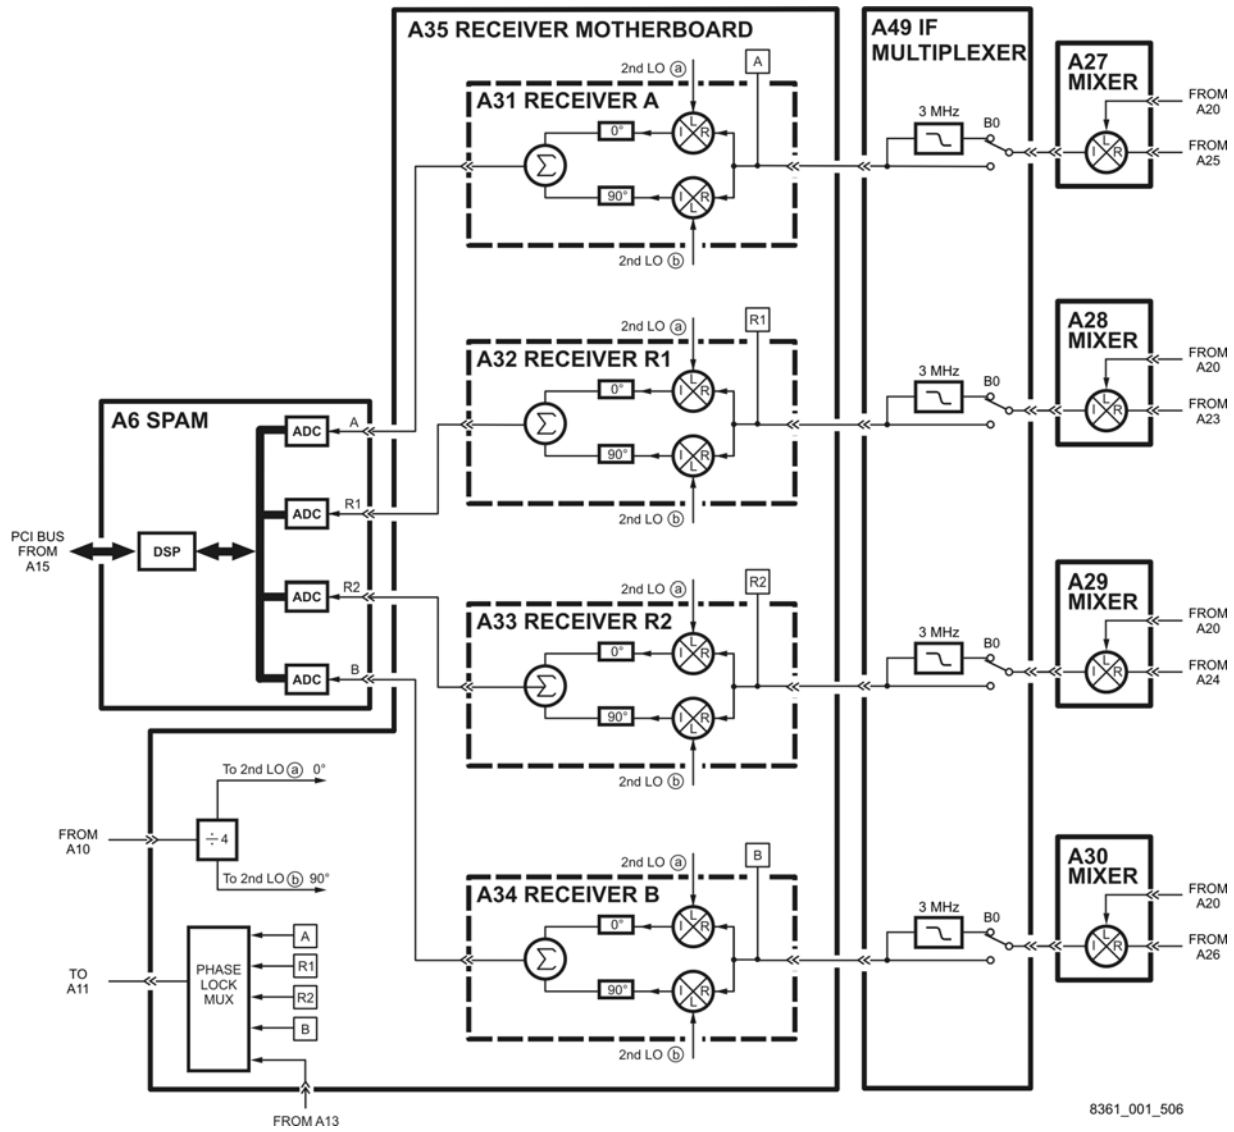 A35 RECEIVER MOTHERBOARD
2nd LO a
A
A31 RECEIVER A
0°
L
I R
Σ
90°
I R
L
2nd LO b
A49 IF
MULTIPLEXER
3 MHz
B0
A27
MIXER
L
I R
FROM
A20
FROM
A25
2nd LO a
R1
A32 RECEIVER R1
0°
L
I R
Σ
90°
I R
L
2nd LO b
3 MHz
B0
A28
MIXER
L
I R
FROM
A20
FROM
A23
A6 SPAM
ADC
A
ADC
R1
ADC
R2
ADC
B
DSP
PCI BUS
FROM
A15
2nd LO a
R2
A33 RECEIVER R2
0°
L
I R
Σ
90°
I R
L
2nd LO b
3 MHz
B0
A29
MIXER
L
I R
FROM
A20
FROM
A24
To 2nd LO a 0°
FROM
A10
÷4
To 2nd LO b 90°
2nd LO a
B
A34 RECEIVER B
0°
L
I R
Σ
90°
I R
L
2nd LO b
3 MHz
B0
A30
MIXER
L
I R
FROM
A20
FROM
A26
TO
A11
PHASE
LOCK
MUX
A
R1
R2
B
FROM A13
8361_001_506